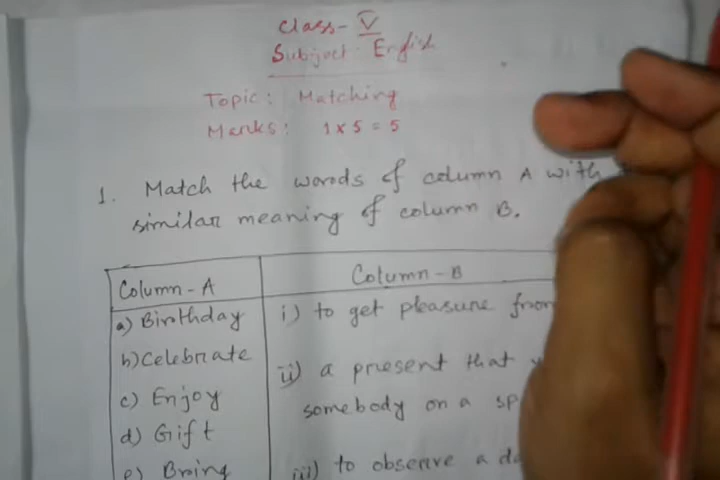 Class - V
Subject: English
Topic: Matching
Marks: 1 x 5 = 5
1. Match the words of column A with
similar meaning of column B.
Column - A
Column - B
a) Birthday
i) to get pleasure from
b) Celebrate
ii) a present that
c) Enjoy
somebody on a
d) Gift
iii) to observe a
e) Bring